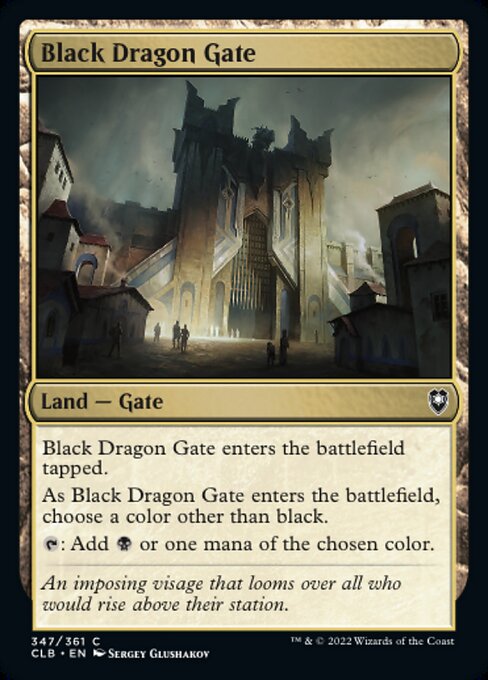 Black Dragon Gate
Land — Gate
Black Dragon Gate enters the battlefield
tapped.
As Black Dragon Gate enters the battlefield,
choose a color other than black.
: Add or one mana of the chosen color.
An imposing visage that looms over all who
would rise above their station.
347/361 C
™ & © 2022 Wizards of the Coast
CLB • EN Sergey Glushakov